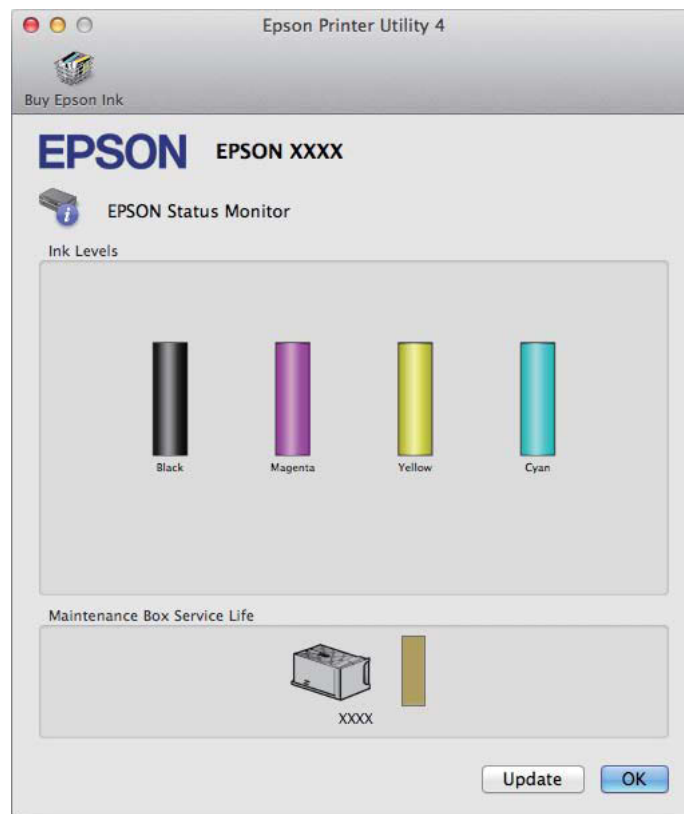 Epson Printer Utility 4
Buy Epson Ink
EPSON EPSON XXXX
EPSON Status Monitor
Ink Levels
Black Magenta Yellow Cyan
Maintenance Box Service Life
XXXX
Update OK